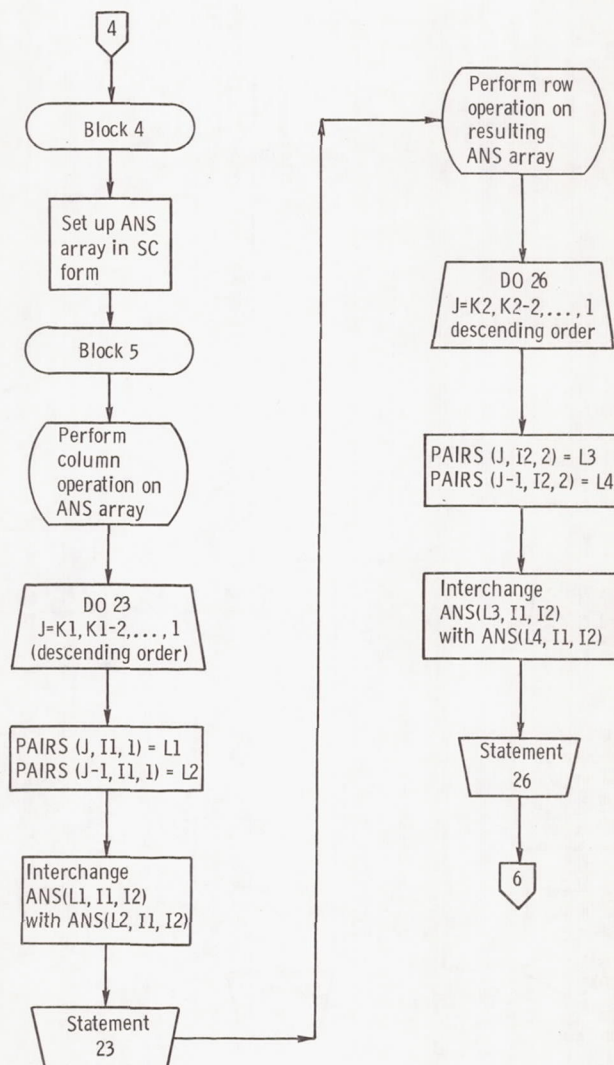 4
Block 4
Set up ANS
array in SC
form
Block 5
Perform
column
operation on
ANS array
DO 23
J=K1, K1-2,..., 1
(descending order)
PAIRS (J, I1, 1) = L1
PAIRS (J-1, I1, 1) = L2
Interchange
ANS(L1, I1, I2)
with ANS(L2, I1, I2)
Statement
23
Perform row
operation on
resulting
ANS array
DO 26
J=K2, K2-2,..., 1
descending order
PAIRS (J, I2, 2) = L3
PAIRS (J-1, I2, 2) = L4
Interchange
ANS(L3, I1, I2)
with ANS(L4, I1, I2)
Statement
26
6